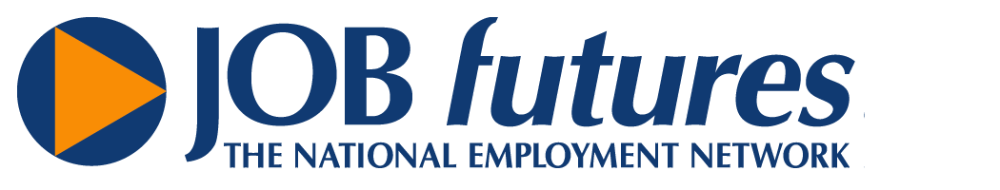 JOB futures
THE NATIONAL EMPLOYMENT NETWORK